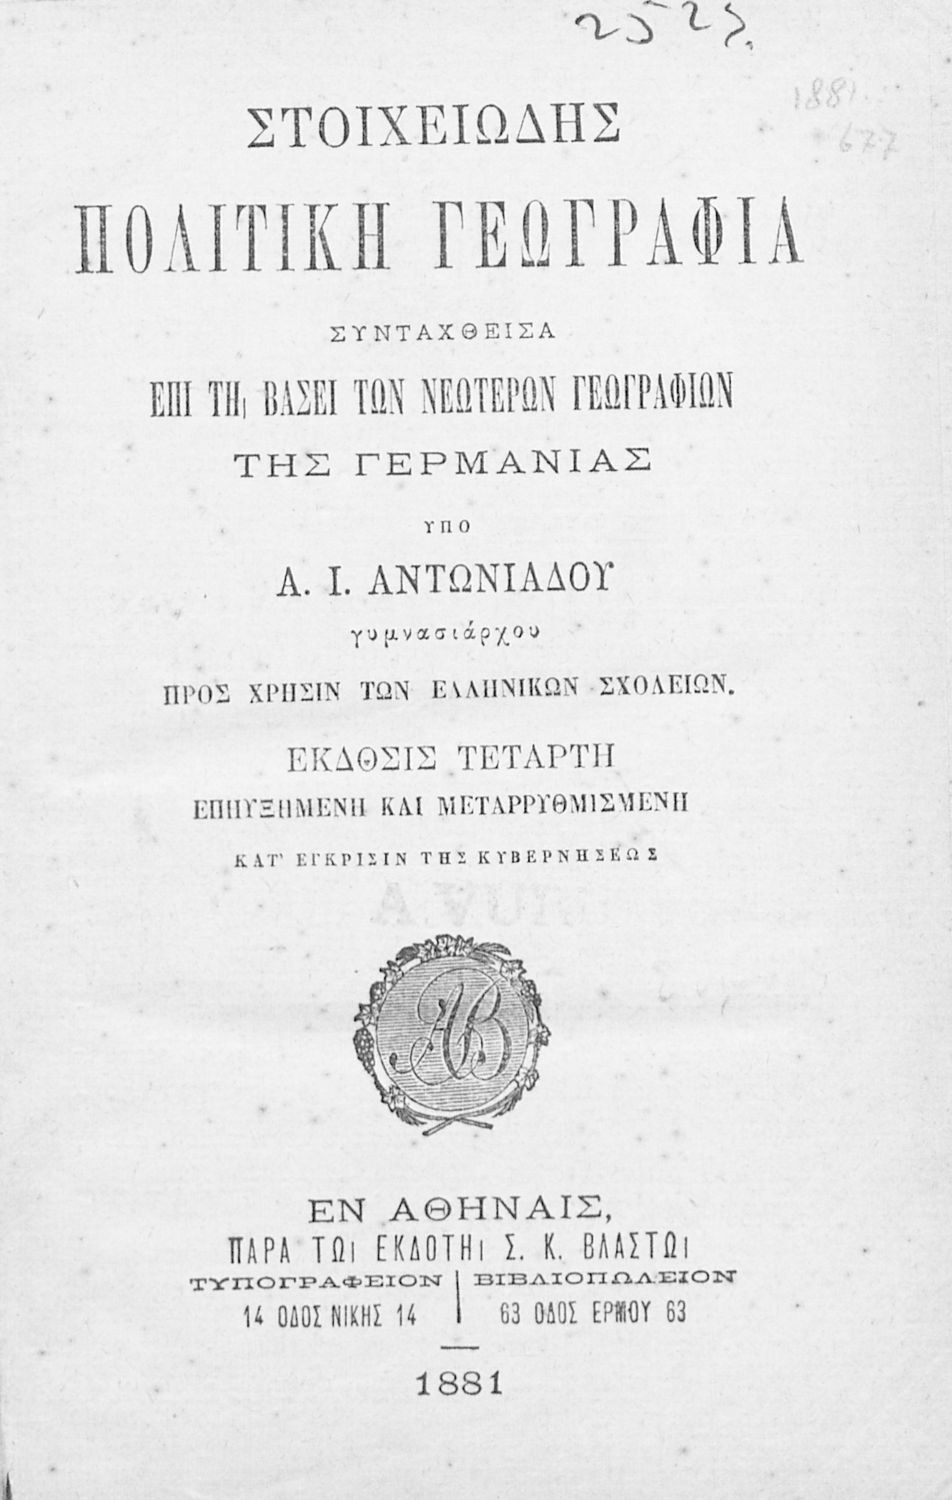 2525.
1881.
677
ΣΤΟΙΧΕΙΩΔΗΣ
ΠΟΛΙΤΙΚΗ ΓΕΩΓΡΑΦΙΑ
ΣΥΝΤΑΧΘΕΙΣΑ
ΕΠΙ ΤΗι ΒΑΣΕΙ ΤΩΝ ΝΕΩΤΕΡΩΝ ΓΕΩΓΡΑΦΙΩΝ
ΤΗΣ ΓΕΡΜΑΝΙΑΣ
ΥΠΟ
Α. Ι. ΑΝΤΩΝΙΑΔΟΥ
γυμνασιάρχου
ΠΡΟΣ ΧΡΗΣΙΝ ΤΩΝ ΕΛΛΗΝΙΚΩΝ ΣΧΟΛΕΙΩΝ.
ΕΚΔΟΣΙΣ ΤΕΤΑΡΤΗ
ΕΠΗΥΞΗΜΕΝΗ ΚΑΙ ΜΕΤΑΡΡΥΘΜΙΣΜΕΝΗ
ΚΑΤ' ΕΓΚΡΙΣΙΝ ΤΗΣ ΚΥΒΕΡΝΗΣΕΩΣ
ΑΒ
ΕΝ ΑΘΗΝΑΙΣ,
ΠΑΡΑ ΤΩι ΕΚΔΟΤΗι Σ. Κ. ΒΛΑΣΤΩι
ΤΥΠΟΓΡΑΦΕΙΟΝ | ΒΙΒΛΙΟΠΩΛΕΙΟΝ
14 ΟΔΟΣ ΝΙΚΗΣ 14 | 63 ΟΔΟΣ ΕΡΜΟΥ 63
1881